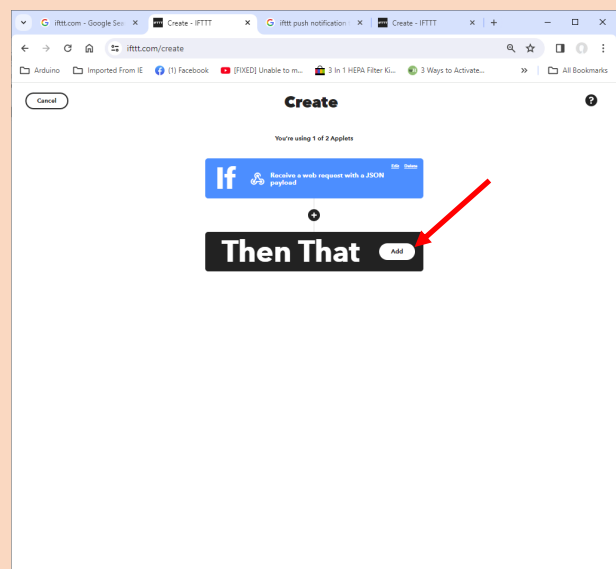 ifttt.com - Google Sea
IFTTT Create - IFTTT
G ifttt push notification
IFTTT Create - IFTTT
ifttt.com/create
Arduino Imported From IE (1) Facebook [FIXED] Unable to m... 3 In 1 HEPA Filter Ki... 3 Ways to Activate... » All Bookmarks
Cancel Create ?
You're using 1 of 2 Applets
Edit Delete
If Receive a web request with a JSON
payload
+
Then That Add